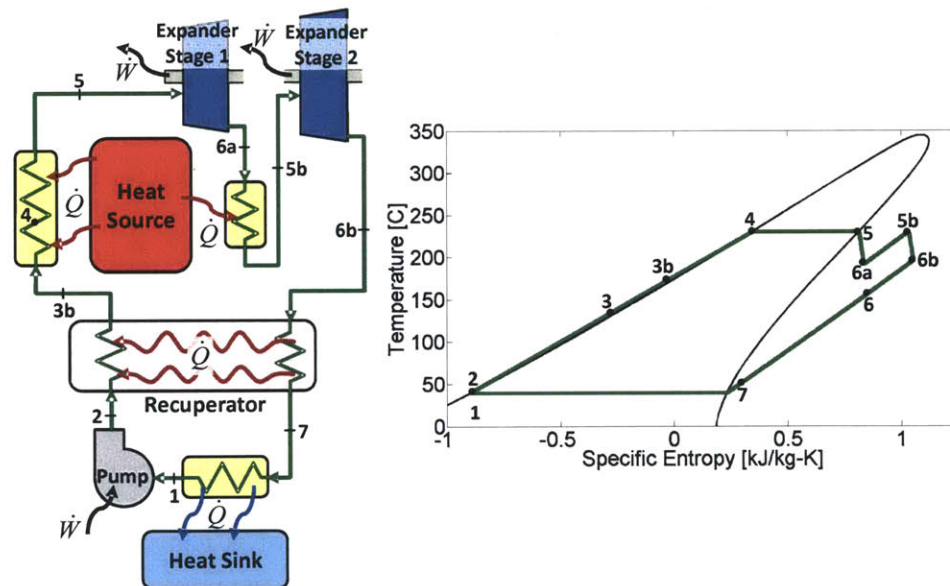 Expander
Stage 1
Expander
Stage 2
Ẇ
Ẇ
5
6a
5b
Heat
Source
4
Q̇
Q̇
6b
3b
Q̇
Recuperator
2
7
Pump
1
Q̇
Ẇ
Heat Sink
350
300
250
200
150
100
50
0
Temperature [C]
-1
-0.5
0
0.5
1
Specific Entropy [kJ/kg-K]
4
5
5b
3b
6a
6b
3
6
2
7
1